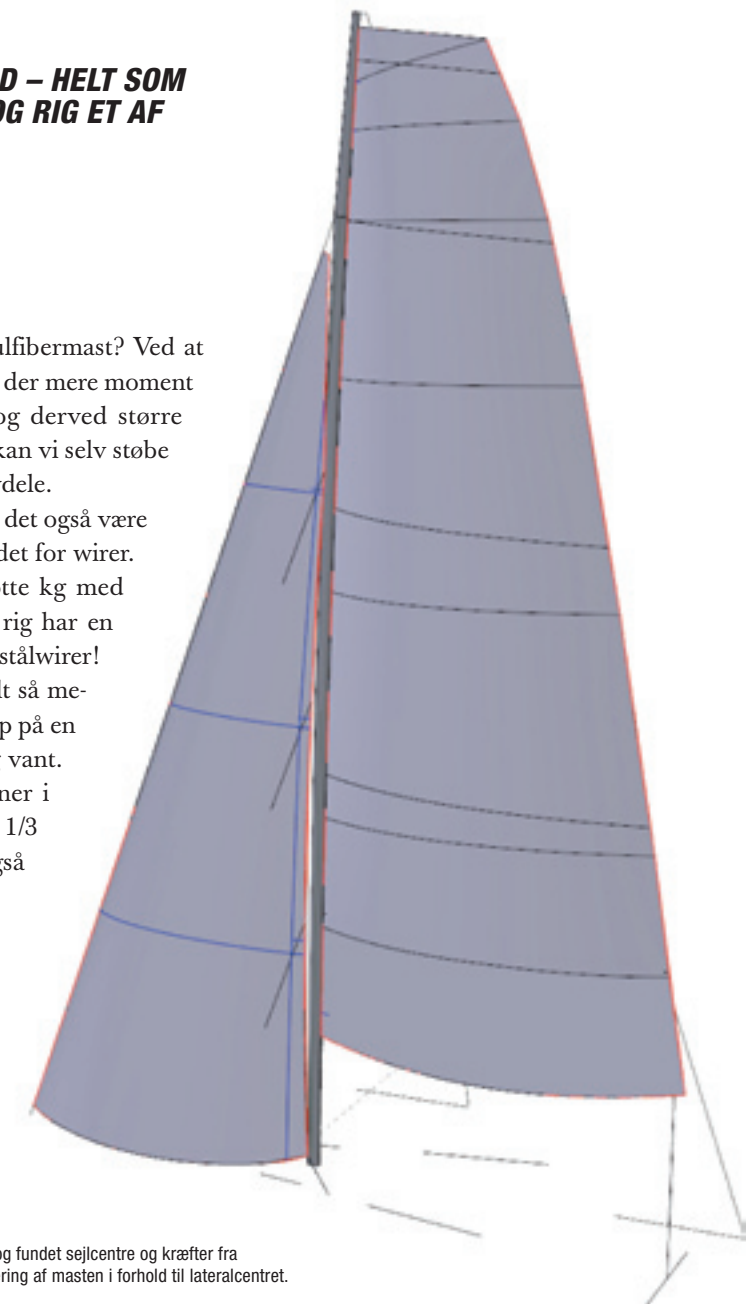 D – HELT SOM
OG RIG ET AF
ulfibermast? Ved at
der mere moment
og derved større
kan vi selv støbe
dele.
det også være
det for wirer.
tte kg med
rig har en
stålwirer!
lt så me-
p på en
vant.
ner i
1/3
gså
og fundet sejlcentre og kræfter fra
ring af masten i forhold til lateralcentret.